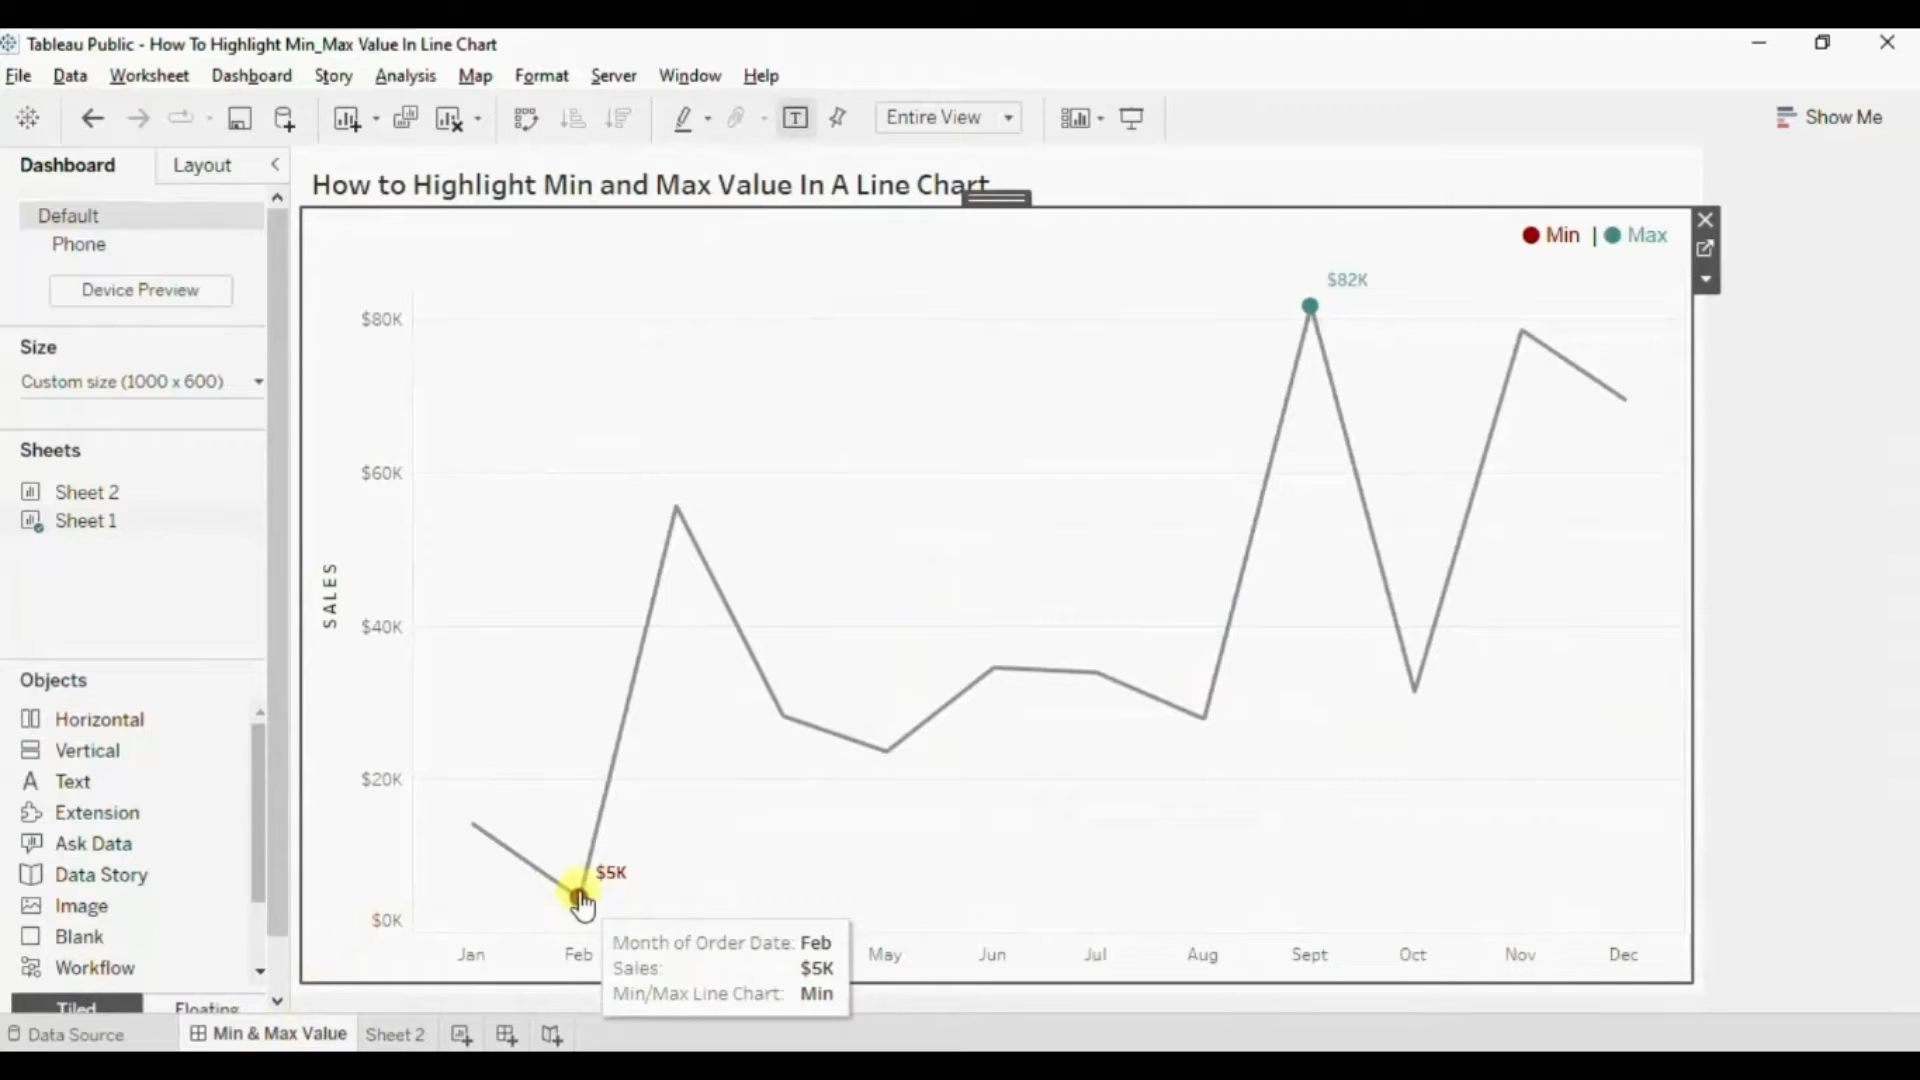 Tableau Public - How To Highlight Min_Max Value In Line Chart
File Data Worksheet Dashboard Story Analysis Map Format Server Window Help
Entire View
Show Me
Dashboard Layout
Default
Phone
Device Preview
Size
Custom size (1000 x 600)
Sheets
Sheet 2
Sheet 1
Objects
Horizontal
Vertical
A Text
Extension
Ask Data
Data Story
Image
Blank
Workflow
Tiled Floating
How to Highlight Min and Max Value In A Line Chart
Min | Max
$82K
$80K
$60K
$40K
$20K
$0K
SALES
$5K
Jan Feb May Jun Jul Aug Sept Oct Nov Dec
Month of Order Date: Feb
Sales: $5K
Min/Max Line Chart: Min
Data Source Min & Max Value Sheet 2